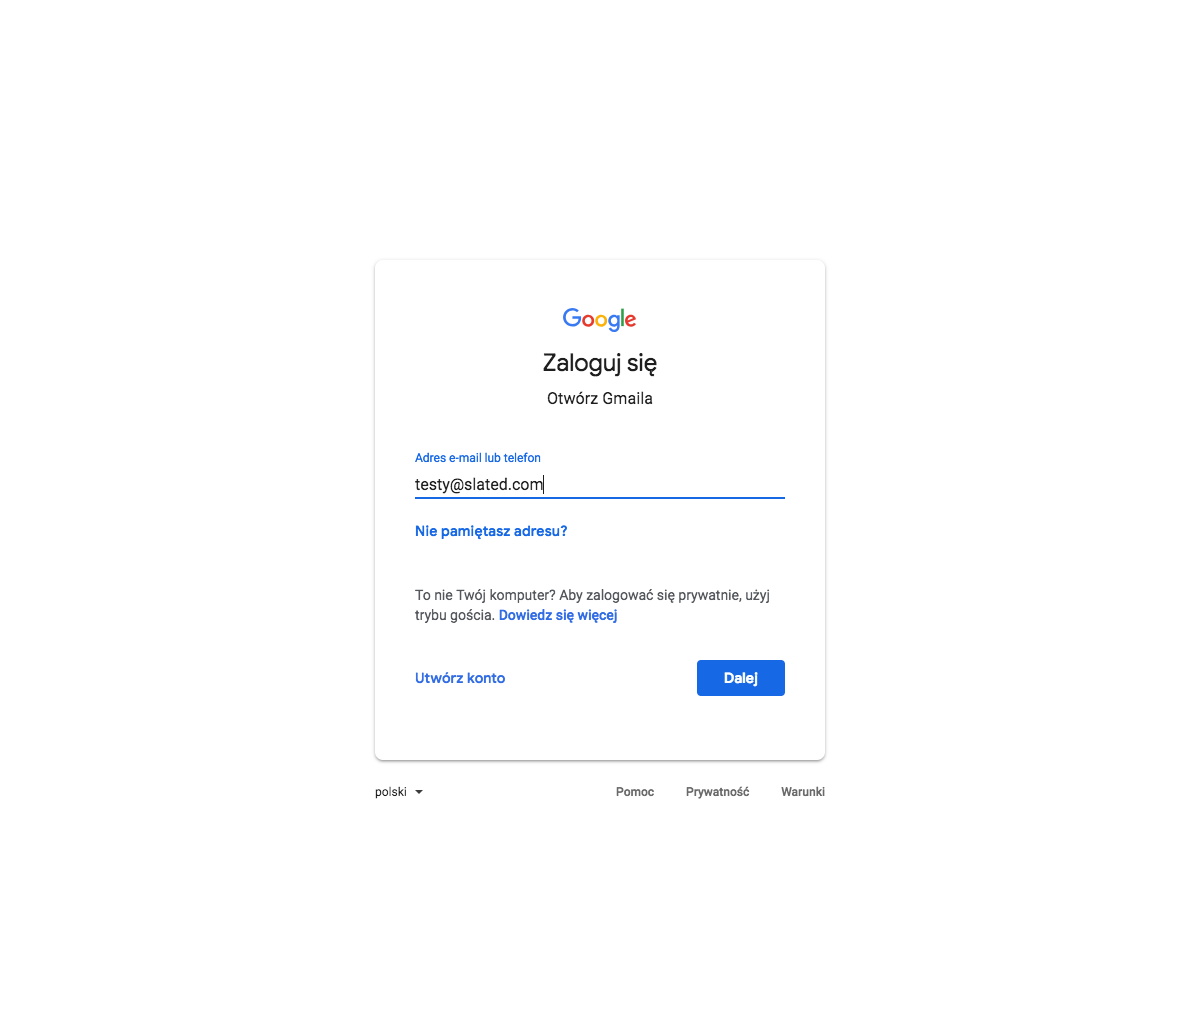 Google
Zaloguj się
Otwórz Gmaila
Adres e-mail lub telefon
testy@slated.com
Nie pamiętasz adresu?
To nie Twój komputer? Aby zalogować się prywatnie, użyj
trybu gościa. Dowiedz się więcej
Utwórz konto
Dalej
polski
Pomoc
Prywatność
Warunki